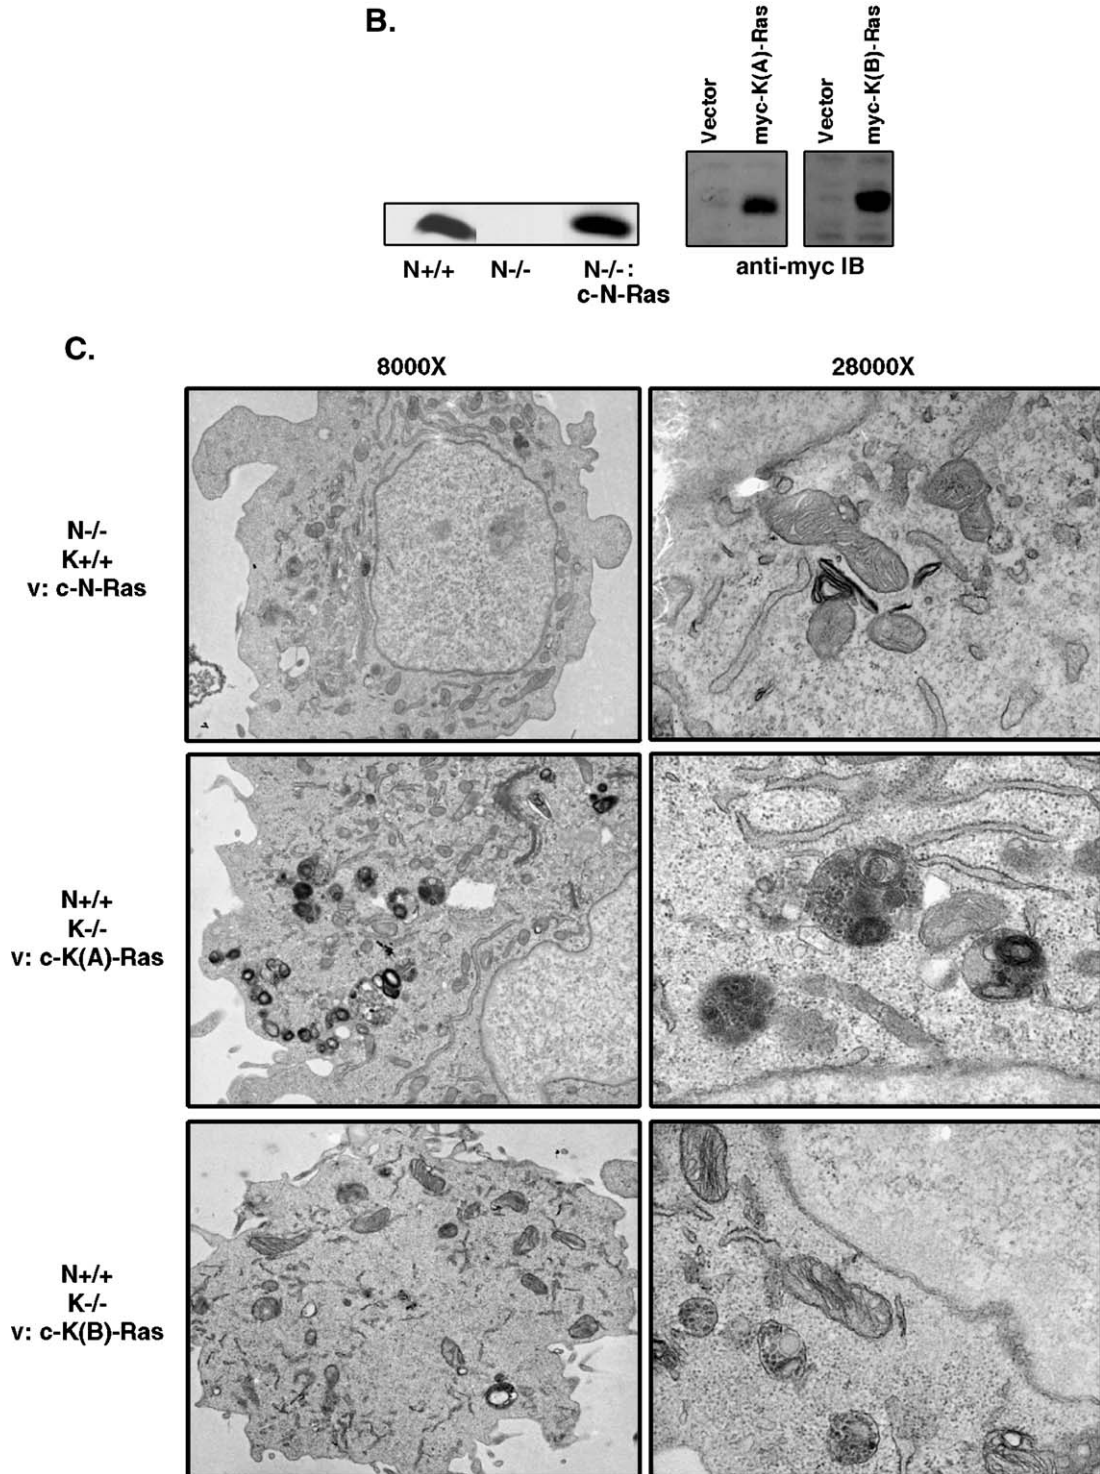 B.
Vector
myc-K(A)-Ras
Vector
myc-K(B)-Ras
N+/+
N-/-
N-/- :
c-N-Ras
anti-myc IB
C.
8000X
28000X
N-/-
K+/+
v: c-N-Ras
N+/+
K-/-
v: c-K(A)-Ras
N+/+
K-/-
v: c-K(B)-Ras